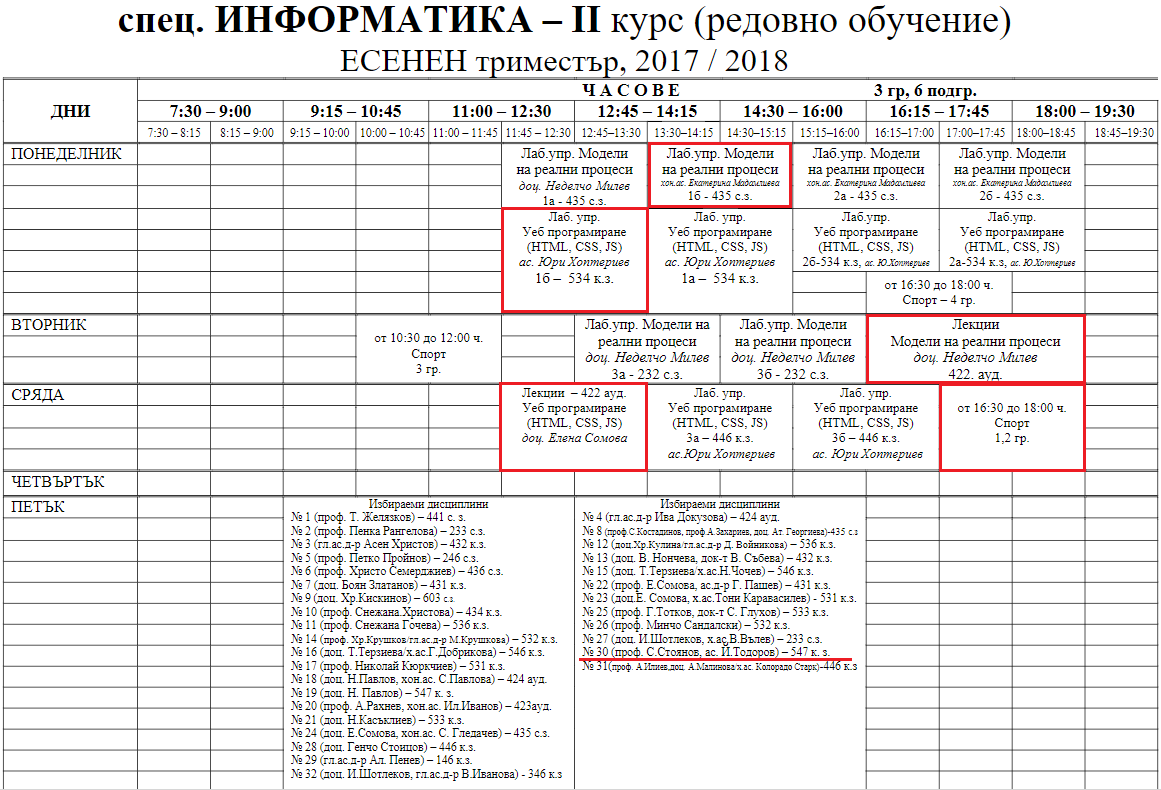 спец. ИНФОРМАТИКА – II курс (редовно обучение)
ЕСЕНЕН триместър, 2017 / 2018
ДНИ
Ч А С О В Е
3 гр, 6 подгр.
7:30 – 9:00
9:15 – 10:45
11:00 – 12:30
12:45 – 14:15
14:30 – 16:00
16:15 – 17:45
18:00 – 19:30
7:30 – 8:15
8:15 – 9:00
9:15 – 10:00
10:00 – 10:45
11:00 – 11:45
11:45 – 12:30
12:45–13:30
13:30–14:15
14:30–15:15
15:15–16:00
16:15–17:00
17:00–17:45
18:00–18:45
18:45–19:30
ПОНЕДЕЛНИК
Лаб.упр. Модели
на реални процеси
доц. Неделчо Милев
1а - 435 с.з.
Лаб.упр. Модели
на реални процеси
хон.ас. Екатерина Мадамлиева
1б - 435 с.з.
Лаб.упр. Модели
на реални процеси
хон.ас. Екатерина Мадамлиева
2а - 435 с.з.
Лаб.упр. Модели
на реални процеси
хон.ас. Екатерина Мадамлиева
2б - 435 с.з.
Лаб. упр.
Уеб програмиране
(HTML, CSS, JS)
ас. Юри Хоптериев
1б – 534 к.з.
Лаб. упр.
Уеб програмиране
(HTML, CSS, JS)
ас. Юри Хоптериев
1а – 534 к.з.
Лаб. упр.
Уеб програмиране
(HTML, CSS, JS)
2б-534 к.з, ас. Ю.Хоптериев
Лаб. упр.
Уеб програмиране
(HTML, CSS, JS)
2а-534 к.з, ас. Ю.Хоптериев
от 16:30 до 18:00 ч.
Спорт – 4 гр.
ВТОРНИК
от 10:30 до 12:00 ч.
Спорт
3 гр.
Лаб.упр. Модели на
реални процеси
доц. Неделчо Милев
3а - 232 с.з.
Лаб.упр. Модели
на реални процеси
доц. Неделчо Милев
3б - 232 с.з.
Лекции
Модели на реални процеси
доц. Неделчо Милев
422. ауд.
СРЯДА
Лекции – 422 ауд.
Уеб програмиране
(HTML, CSS, JS)
доц. Елена Сомова
Лаб. упр.
Уеб програмиране
(HTML, CSS, JS)
3а – 446 к.з.
ас.Юри Хоптериев
Лаб. упр.
Уеб програмиране
(HTML, CSS, JS)
3б – 446 к.з.
ас. Юри Хоптериев
от 16:30 до 18:00 ч.
Спорт
1,2 гр.
ЧЕТВЪРТЪК
ПЕТЪК
Избираеми дисциплини
№ 1 (проф. Т. Желязков) – 441 с. з.
№ 2 (проф. Пенка Рангелова) – 233 с.з.
№ 3 (гл.ас.д-р Асен Христов) – 432 к.з.
№ 5 (проф. Петко Пройнов) – 246 с.з.
№ 6 (проф. Христо Семерджиев) – 436 с.з.
№ 7 (доц. Боян Златанов) – 431 к.з.
№ 9 (доц. Хр.Кискинов) – 603 с.з.
№ 10 (проф. Снежана.Христова) – 434 к.з.
№ 11 (проф. Снежана Гочева) – 536 к.з.
№ 14 (проф. Хр.Крушков/гл.ас.д-р М.Крушкова) – 532 к.з.
№ 16 (доц. Т.Терзиева/х.ас.Г.Добрикова) – 546 к.з.
№ 17 (проф. Николай Кюркчиев) – 531 к.з.
№ 18 (доц. Н.Павлов, хон.ас. С.Павлова) – 424 ауд.
№ 19 (доц. Н. Павлов) – 547 к. з.
№ 20 (проф. А.Рахнев, хон.ас. Ил.Иванов) – 423ауд.
№ 21 (доц. Н.Касъклиев) – 533 к.з.
№ 24 (доц. Е.Сомова, хон.ас. С. Гледачев) – 435 с.з.
№ 28 (доц. Генчо Стоицов) – 446 к.з.
№ 29 (гл.ас.д-р Ал. Пенев) – 146 к.з.
№ 32 (доц. И.Шотлеков, гл.ас.д-р В.Иванова) - 346 к.з
Избираеми дисциплини
№ 4 (гл.ас.д-р Ива Докузова) – 424 ауд.
№ 8 (проф.С.Костадинов, проф.А.Захариев, доц. Ат. Георгиева)-435 с.з
№ 12 (доц.Хр.Кулина/гл.ас.д-р Д. Войникова) – 536 к.з.
№ 13 (доц. В. Нончева, док-т В. Събева) – 432 к.з.
№ 15 (доц. Т.Терзиева/х.ас.Н.Чочев) – 546 к.з.
№ 22 (проф. Е.Сомова, ас.д-р Г. Пашев) – 431 к.з.
№ 23 (доц.Е. Сомова, х.ас.Тони Каравасилев) - 531 к.з.
№ 25 (проф. Г.Тотков, док-т С. Глухов) – 533 к.з.
№ 26 (проф. Минчо Сандалски) – 532 к.з.
№ 27 (доц. И.Шотлеков, х.ас.В.Вълев) – 233 с.з.
№ 30 (проф. С.Стоянов, ас. Й.Тодоров) – 547 к. з.
№ 31(проф. А.Илиев,доц. А.Малинова/х.ас. Колорадо Старк)-446 к.з